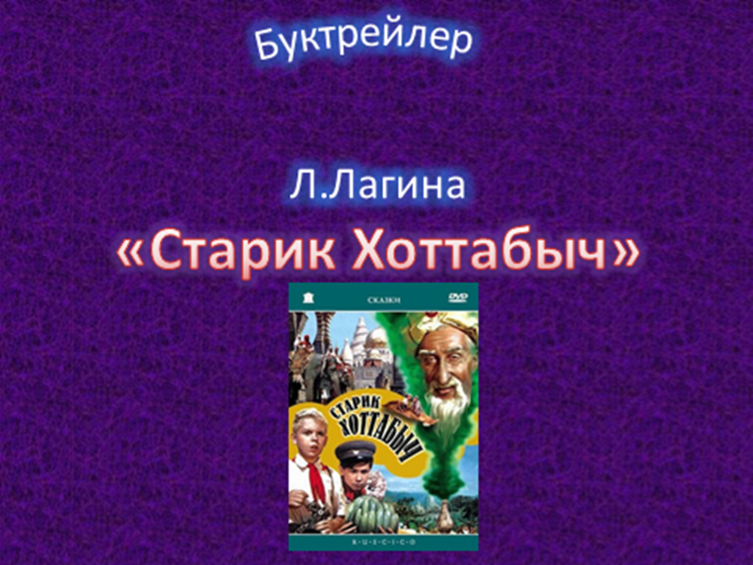 Буктрейлер
Л.Лагина
«Старик Хоттабыч»
СКАЗКИ
DVD
СТАРИК
ХОТТАБЫЧ
R·U·S·C·I·C·O